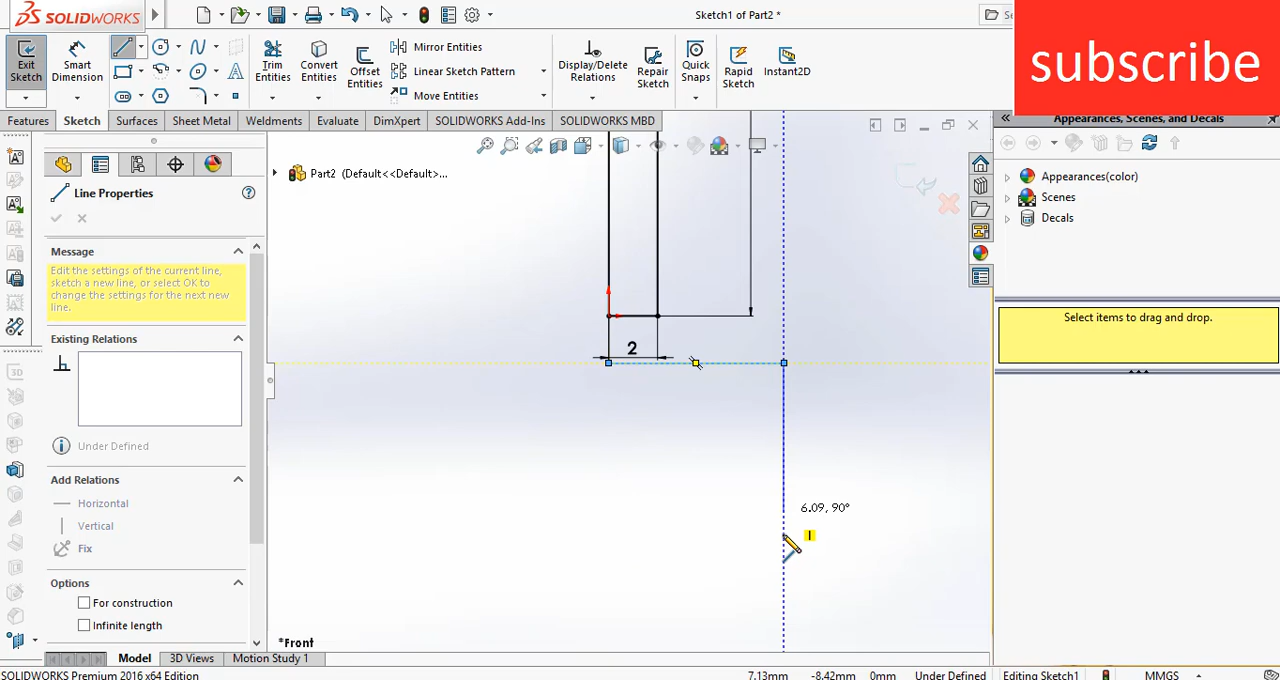 SOLIDWORKS
Sketch1 of Part2 *
subscribe
Exit Sketch
Smart Dimension
Trim Entities
Convert Entities
Offset Entities
Mirror Entities
Linear Sketch Pattern
Move Entities
Display/Delete Relations
Repair Sketch
Quick Snaps
Rapid Sketch
Instant2D
Features Sketch Surfaces Sheet Metal Weldments Evaluate DimXpert SOLIDWORKS Add-Ins SOLIDWORKS MBD
Appearances, Scenes, and Decals
Part2 (Default<<Default>...
Line Properties
Message
Edit the settings of the current line, sketch a new line, or select OK to change the settings for the next new line.
Existing Relations
Under Defined
Add Relations
Horizontal
Vertical
Fix
Options
For construction
Infinite length
2
6.09, 90°
*Front
Appearances(color)
Scenes
Decals
Select items to drag and drop.
Model 3D Views Motion Study 1
SOLIDWORKS Premium 2016 x64 Edition 7.13mm -8.42mm 0mm Under Defined Editing Sketch1 MMGS